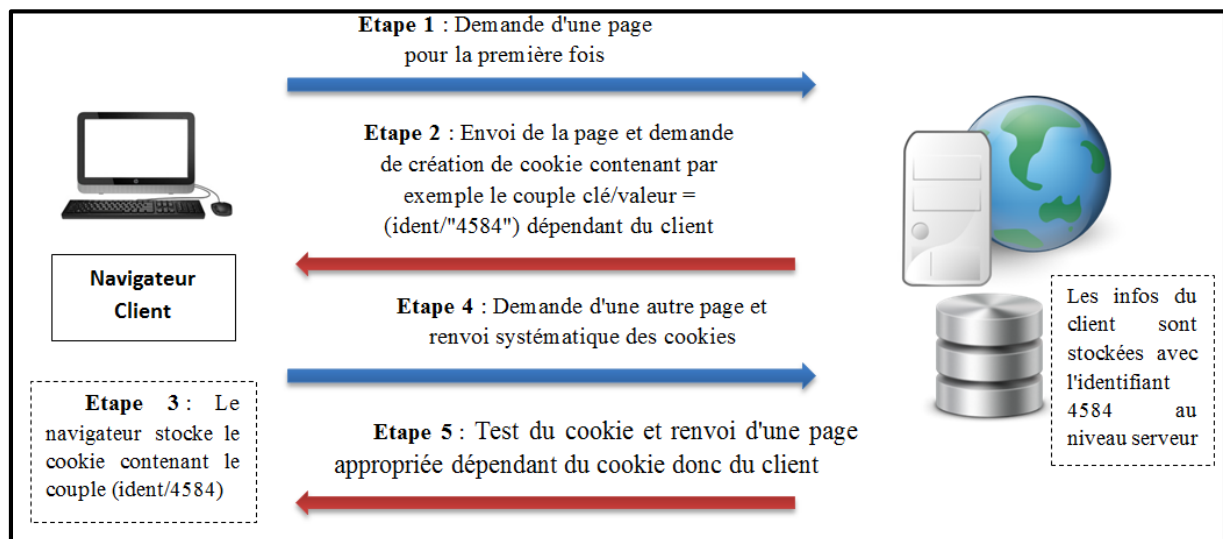 Etape 1 : Demande d'une page
pour la première fois
Etape 2 : Envoi de la page et demande
de création de cookie contenant par
exemple le couple clé/valeur =
(ident/"4584") dépendant du client
Navigateur
Client
Etape 3 : Le
navigateur stocke le
cookie contenant le
couple (ident/4584)
Etape 4 : Demande d'une autre page et
renvoi systématique des cookies
Etape 5 : Test du cookie et renvoi d'une page
appropriée dépendant du cookie donc du client
Les infos du
client sont
stockées avec
l'identifiant
4584 au
niveau serveur